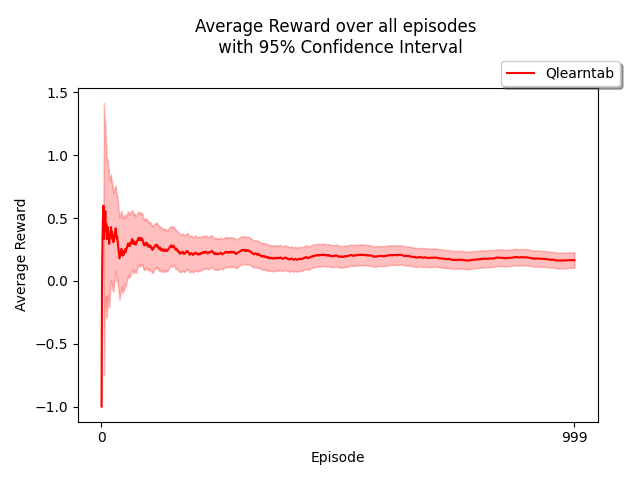 Average Reward over all episodes
with 95% Confidence Interval
Qlearntab
1.5
1.0
0.5
0.0
−0.5
−1.0
Average Reward
0
999
Episode